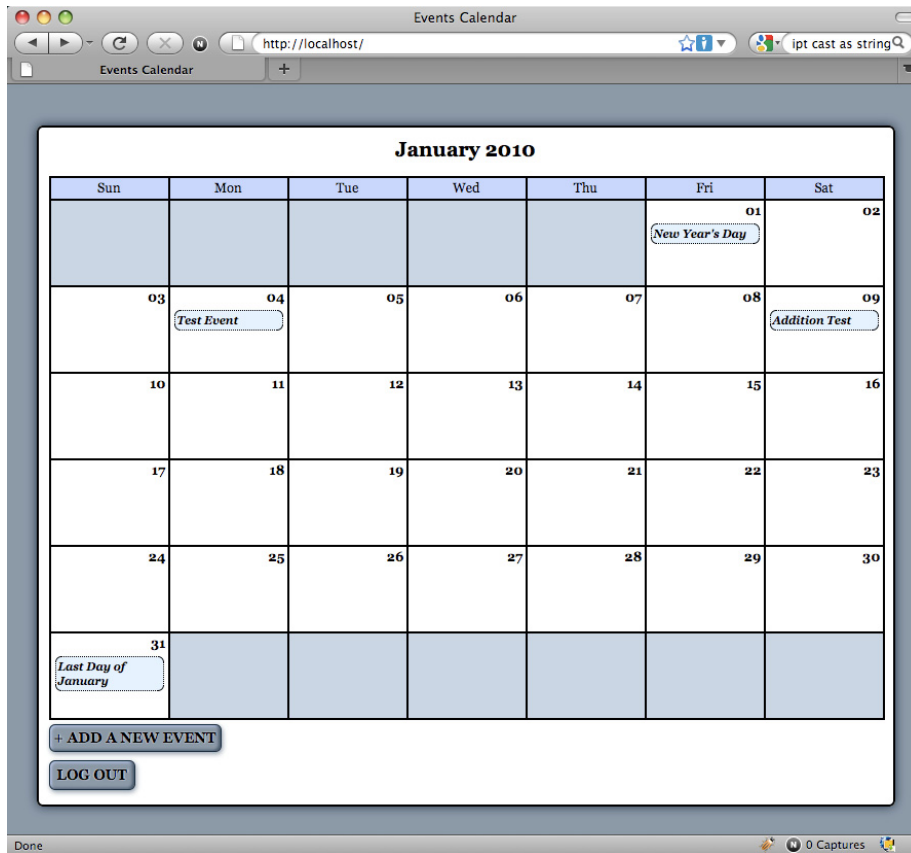 Events Calendar
http://localhost/
ipt cast as string
Events Calendar
+
January 2010
Sun Mon Tue Wed Thu Fri Sat
01 02
New Year's Day
03 04 05 06 07 08 09
Test Event Addition Test
10 11 12 13 14 15 16
17 18 19 20 21 22 23
24 25 26 27 28 29 30
31
Last Day of
January
+ ADD A NEW EVENT
LOG OUT
Done
N 0 Captures